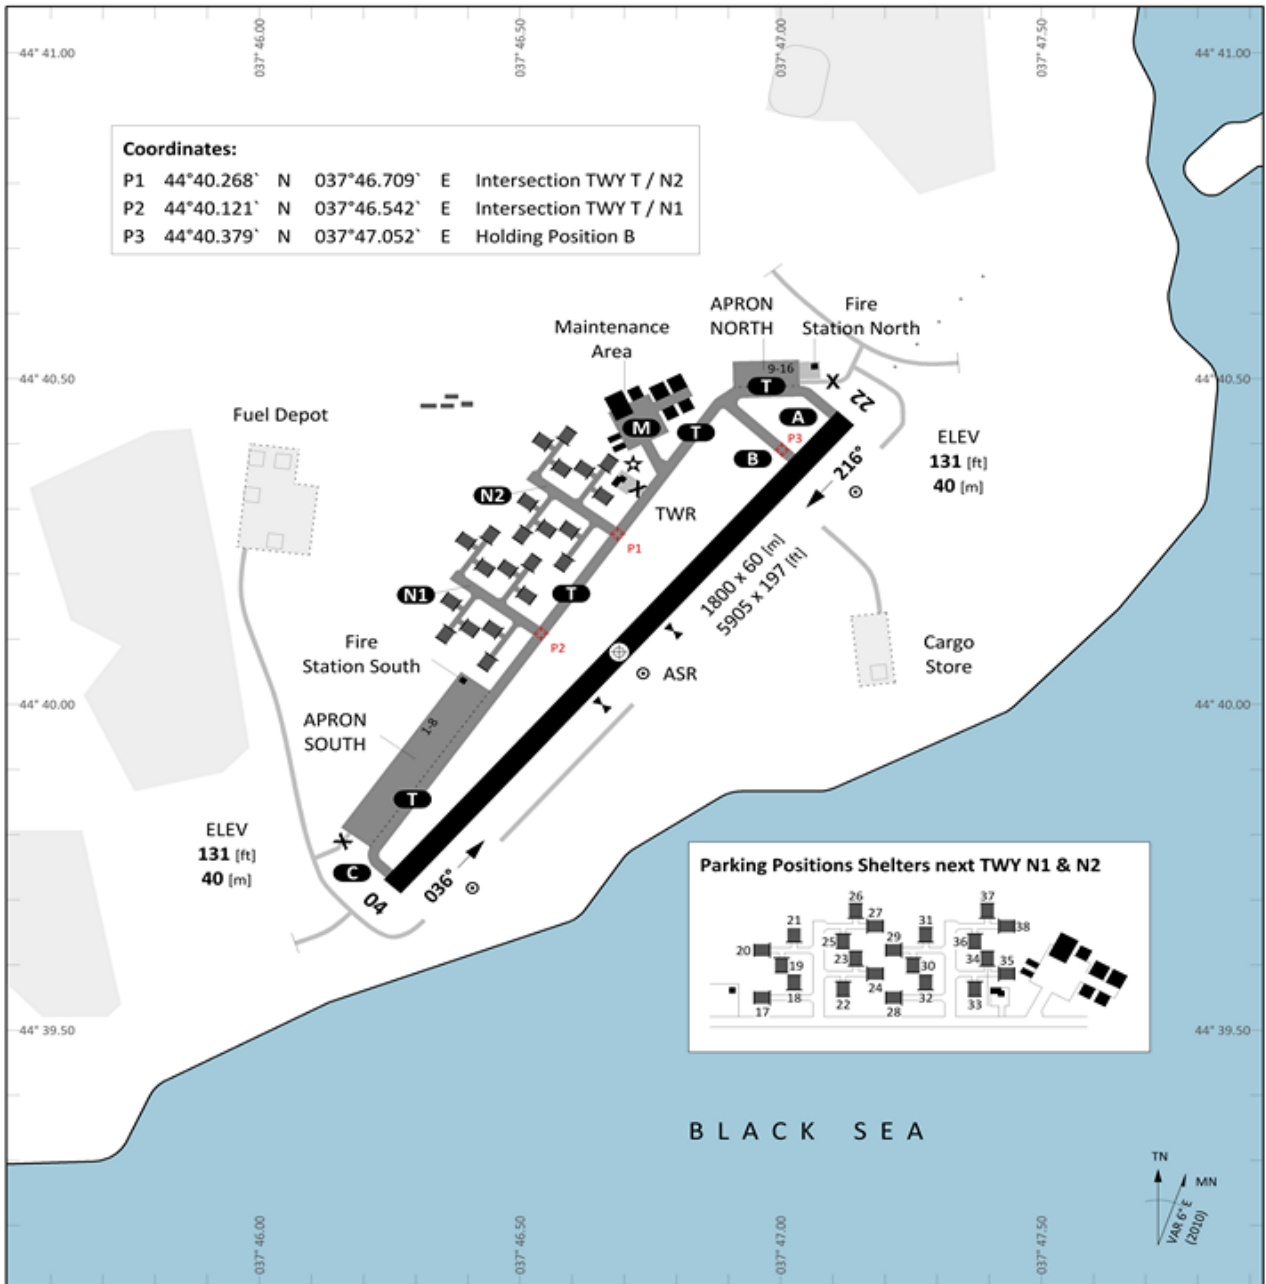 037° 46.00
037° 46.50
037° 47.00
037° 47.50
44° 41.00
44° 41.00
Coordinates:
P1 44°40.268` N 037°46.709` E Intersection TWY T / N2
P2 44°40.121` N 037°46.542` E Intersection TWY T / N1
P3 44°40.379` N 037°47.052` E Holding Position B
APRON
NORTH
Fire
Station North
Maintenance
Area
44° 40.50
44° 40.50
9-16
T
22
Fuel Depot
A
M
T
P3
B
ELEV
131 [ft]
40 [m]
216°
N2
TWR
P1
1800 x 60 [m]
5905 x 197 [ft]
N1
T
Fire
Station South
P2
Cargo
Store
ASR
44° 40.00
44° 40.00
APRON
SOUTH
1-8
T
ELEV
131 [ft]
40 [m]
C
04
036°
Parking Positions Shelters next TWY N1 & N2
26
37
21
27
31
38
20
25
29
36
19
23
30
34
35
18
24
32
17
22
28
33
44° 39.50
44° 39.50
BLACK SEA
TN
MN
VAR 6° E
(2010)
037° 46.00
037° 46.50
037° 47.00
037° 47.50